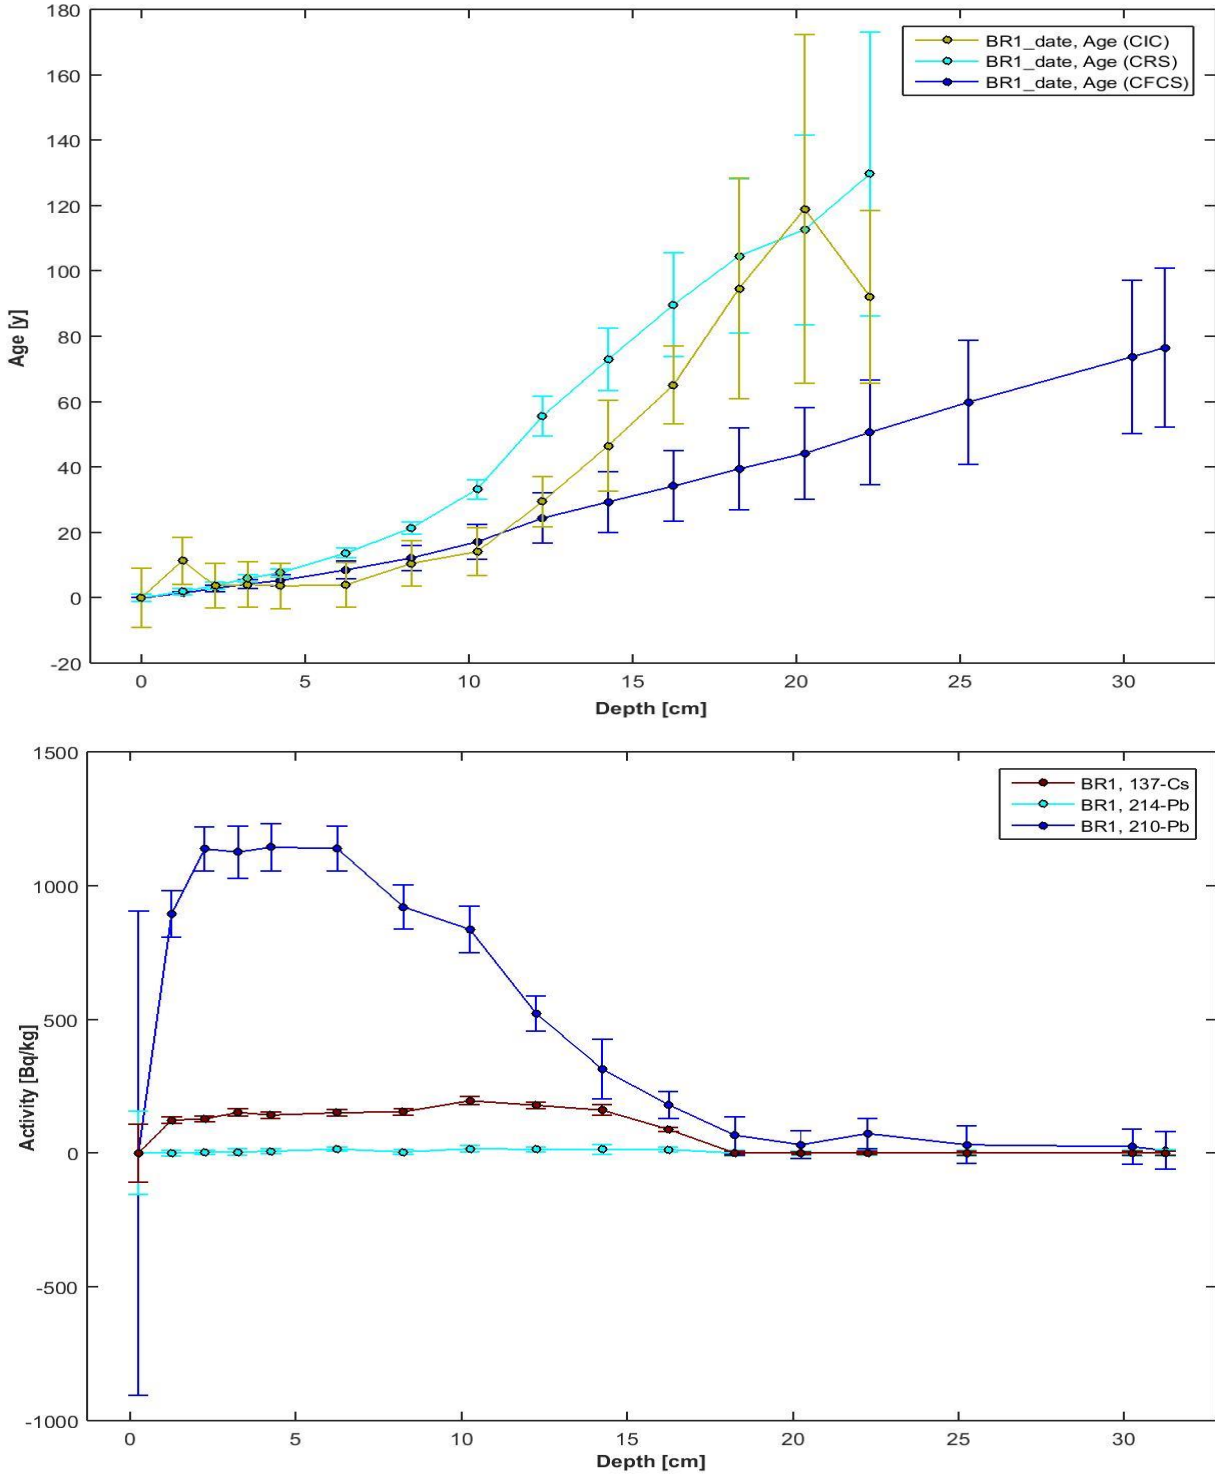 180
160
140
120
100
80
60
40
20
0
-20
Age [y]
BR1_date, Age (CIC)
BR1_date, Age (CRS)
BR1_date, Age (CFCS)
0 5 10 15 20 25 30
Depth [cm]
1500
1000
500
0
-500
-1000
Activity [Bq/kg]
BR1, 137-Cs
BR1, 214-Pb
BR1, 210-Pb
0 5 10 15 20 25 30
Depth [cm]